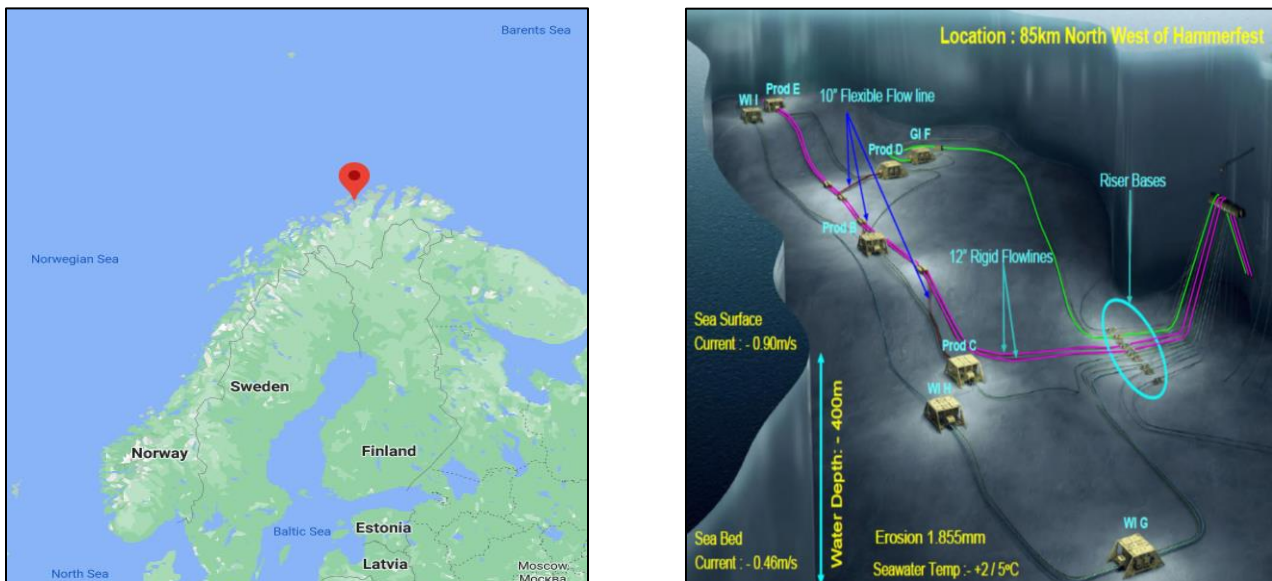 Barents Sea
Norwegian Sea
Sweden
Norway
Finland
Baltic Sea
Estonia
Latvia
North Sea
Moscow
Москва
Location : 85km North West of Hammerfest
Prod E
WI I
10" Flexible Flow line
GI F
Prod D
Riser Bases
Prod B
12" Rigid Flowlines
Sea Surface
Current : - 0.90m/s
Prod C
WI H
Water Depth: - 400m
WI G
Sea Bed
Current : - 0.46m/s
Erosion 1.855mm
Seawater Temp :- +2 / 5ºC